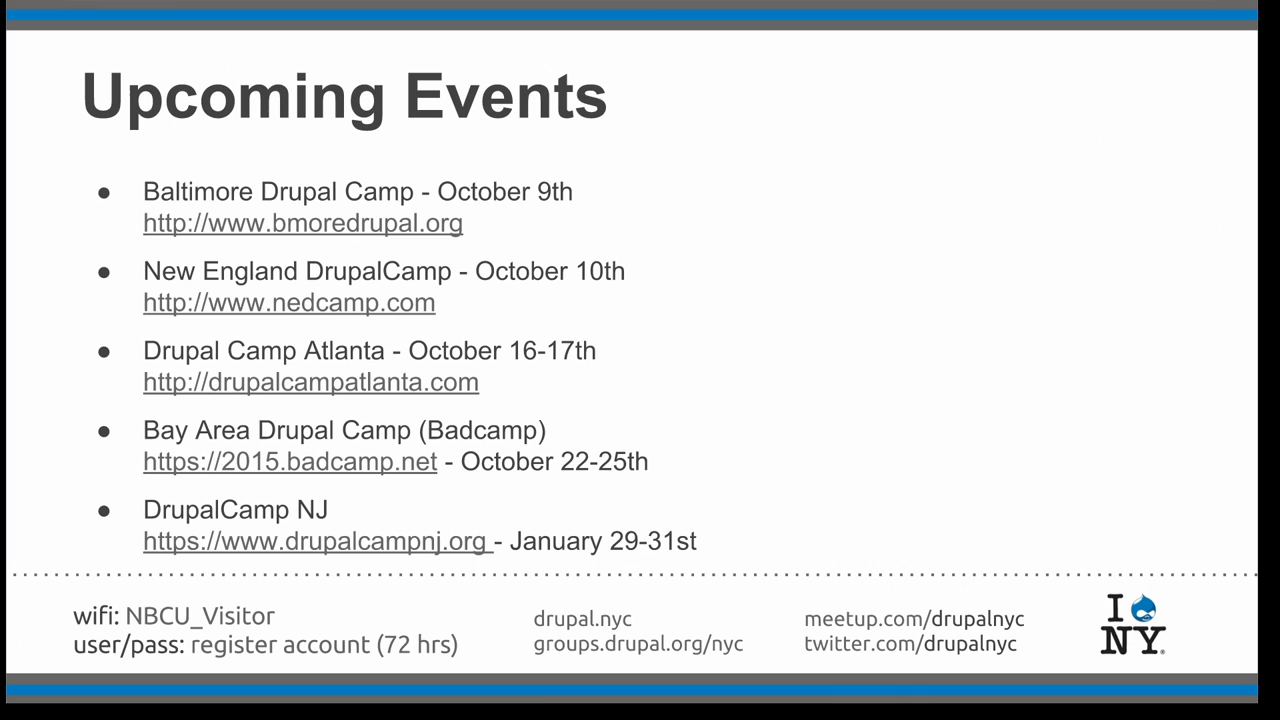 Upcoming Events
● Baltimore Drupal Camp - October 9th
http://www.bmoredrupal.org
● New England DrupalCamp - October 10th
http://www.nedcamp.com
● Drupal Camp Atlanta - October 16-17th
http://drupalcampatlanta.com
● Bay Area Drupal Camp (Badcamp)
https://2015.badcamp.net - October 22-25th
● DrupalCamp NJ
https://www.drupalcampnj.org - January 29-31st
wifi: NBCU_Visitor
user/pass: register account (72 hrs)
drupal.nyc
groups.drupal.org/nyc
meetup.com/drupalnyc
twitter.com/drupalnyc
I
NY®